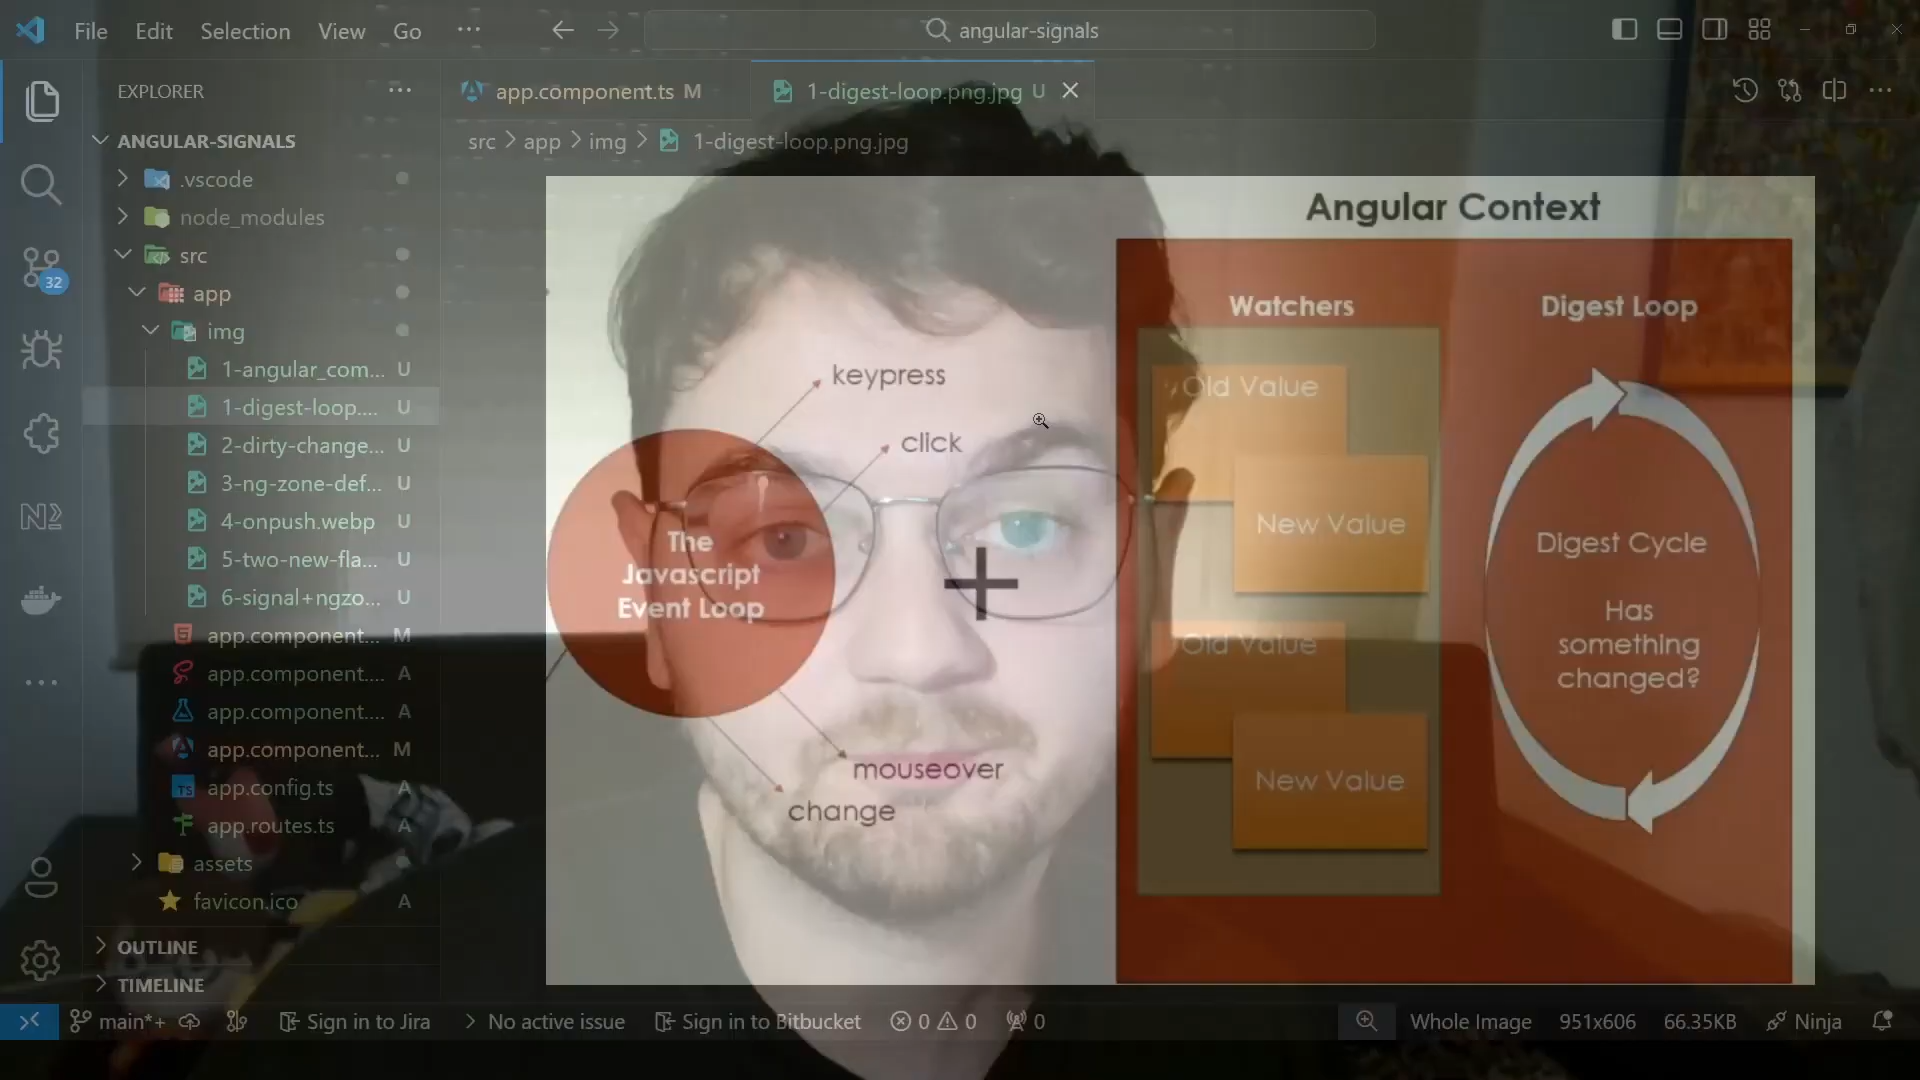 File Edit Selection View Go ... angular-signals
EXPLORER ...
app.component.ts M
1-digest-loop.png.jpg U
src > app > img > 1-digest-loop.png.jpg
ANGULAR-SIGNALS
.vscode
node_modules
src
app
img
1-angular_com... U
1-digest-loop.... U
2-dirty-change... U
3-ng-zone-def... U
4-onpush.webp U
5-two-new-fla... U
6-signal+ngzo... U
app.component... M
app.component.... A
app.component.... A
app.component... M
app.config.ts A
app.routes.ts A
assets
favicon.ico A
OUTLINE
TIMELINE
32
The
Javascript
Event Loop
keypress
click
mouseover
change
+
Angular Context
Watchers
Old Value
New Value
Old Value
New Value
Digest Loop
Digest Cycle
Has
something
changed?
main*+ Sign in to Jira > No active issue Sign in to Bitbucket 0 0 0 Whole Image 951x606 66.35KB Ninja